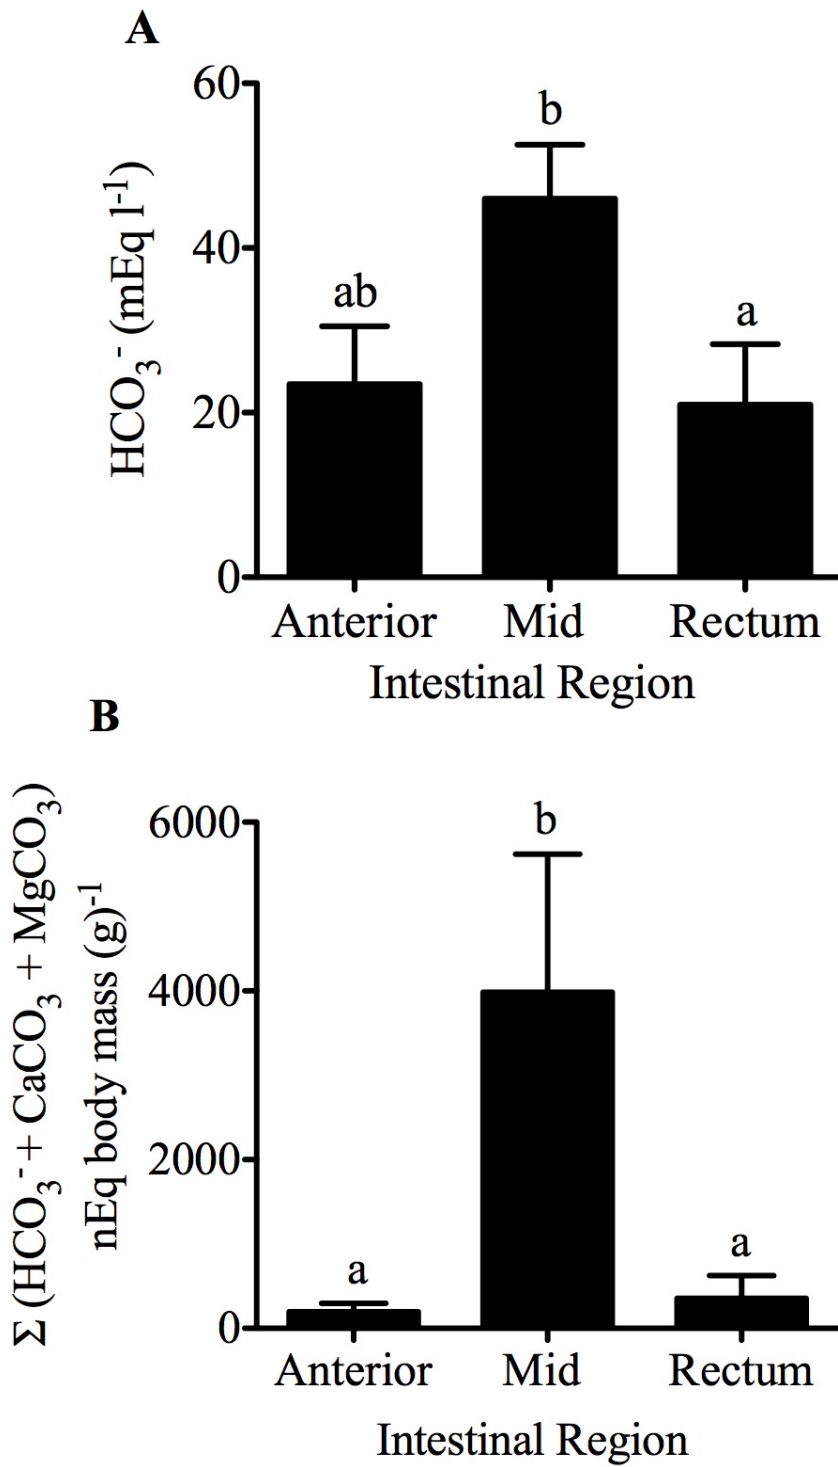 A
HCO₃⁻ (mEq l⁻¹)
60
40
20
0
ab
b
a
Anterior Mid Rectum
Intestinal Region
B
Σ (HCO₃⁻+ CaCO₃ + MgCO₃)
nEq body mass (g)⁻¹
6000
4000
2000
0
a
b
a
Anterior Mid Rectum
Intestinal Region